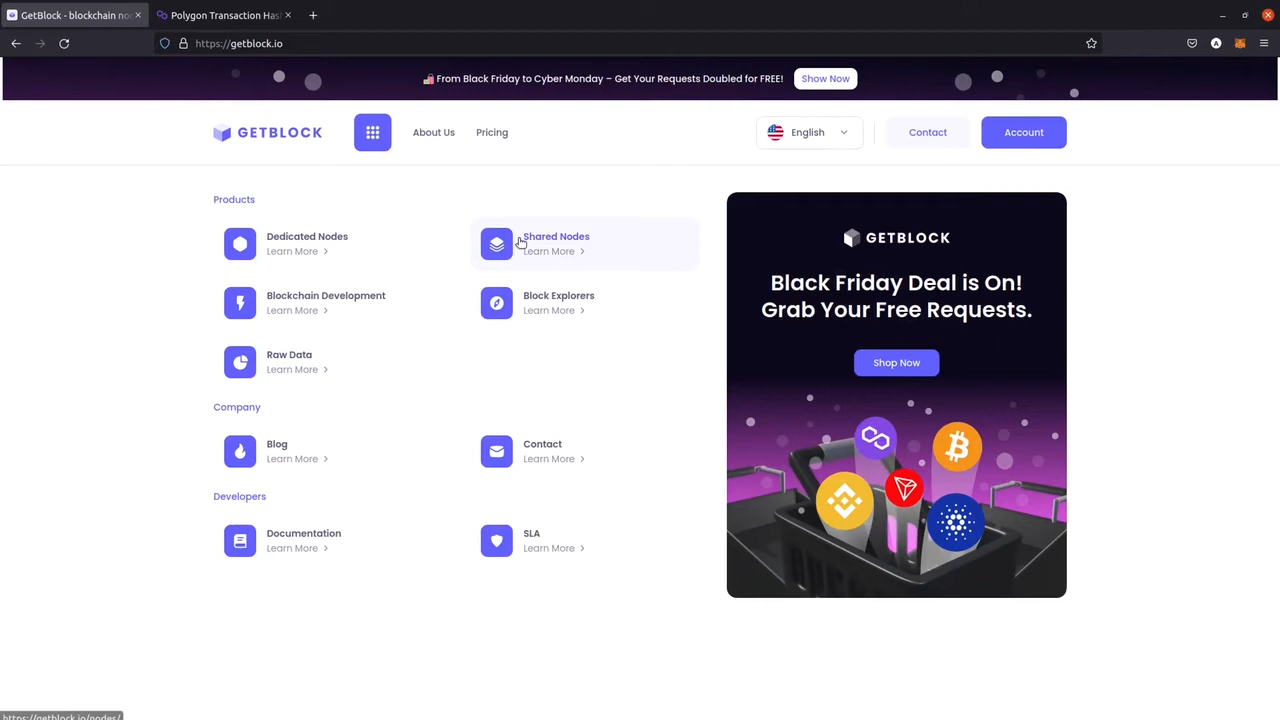 GetBlock - blockchain no
Polygon Transaction Has
https://getblock.io
🛍️ From Black Friday to Cyber Monday – Get Your Requests Doubled for FREE!
Show Now
GETBLOCK
About Us
Pricing
English
Contact
Account
Products
Dedicated Nodes
Learn More >
Shared Nodes
Learn More >
Blockchain Development
Learn More >
Block Explorers
Learn More >
Raw Data
Learn More >
Company
Blog
Learn More >
Contact
Learn More >
Developers
Documentation
Learn More >
SLA
Learn More >
GETBLOCK
Black Friday Deal is On!
Grab Your Free Requests.
Shop Now
https://getblock.io/nodes/